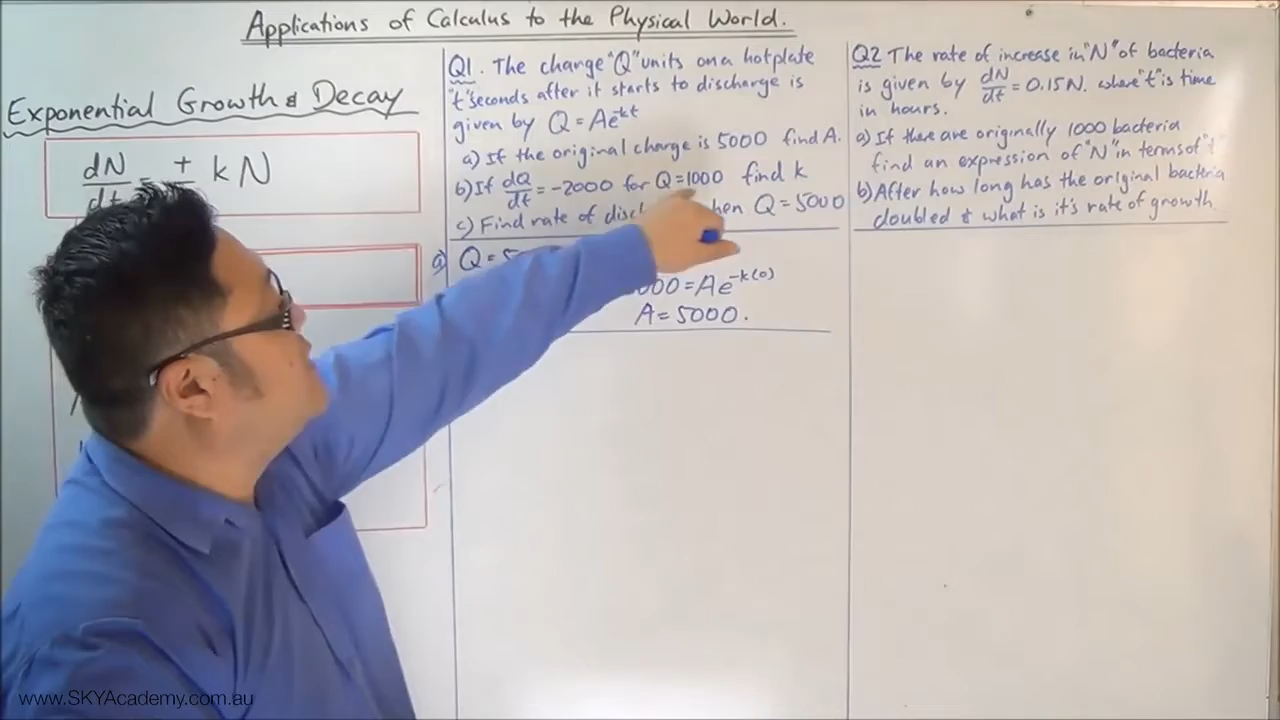 Applications of Calculus to the Physical World.
Exponential Growth & Decay
dN/dt = ± kN
Q1. The change "Q" units on a hotplate
"t" seconds after it starts to discharge is
given by Q = Ae^-kt
a) If the original charge is 5000 find A.
b) If dQ/dt = -2000 for Q=1000 find k
c) Find rate of when Q=5000
a) Q=
=Ae^-k(0)
A=5000.
Q2 The rate of increase in "N" of bacteria
is given by dN/dt = 0.15N. where "t" is time
in hours.
a) If there are originally 1000 bacteria
find an expression of "N" in terms of "t"
b) After how long has the original bacteria
doubled & what is it's rate of growth.
www.SKYAcademy.com.au